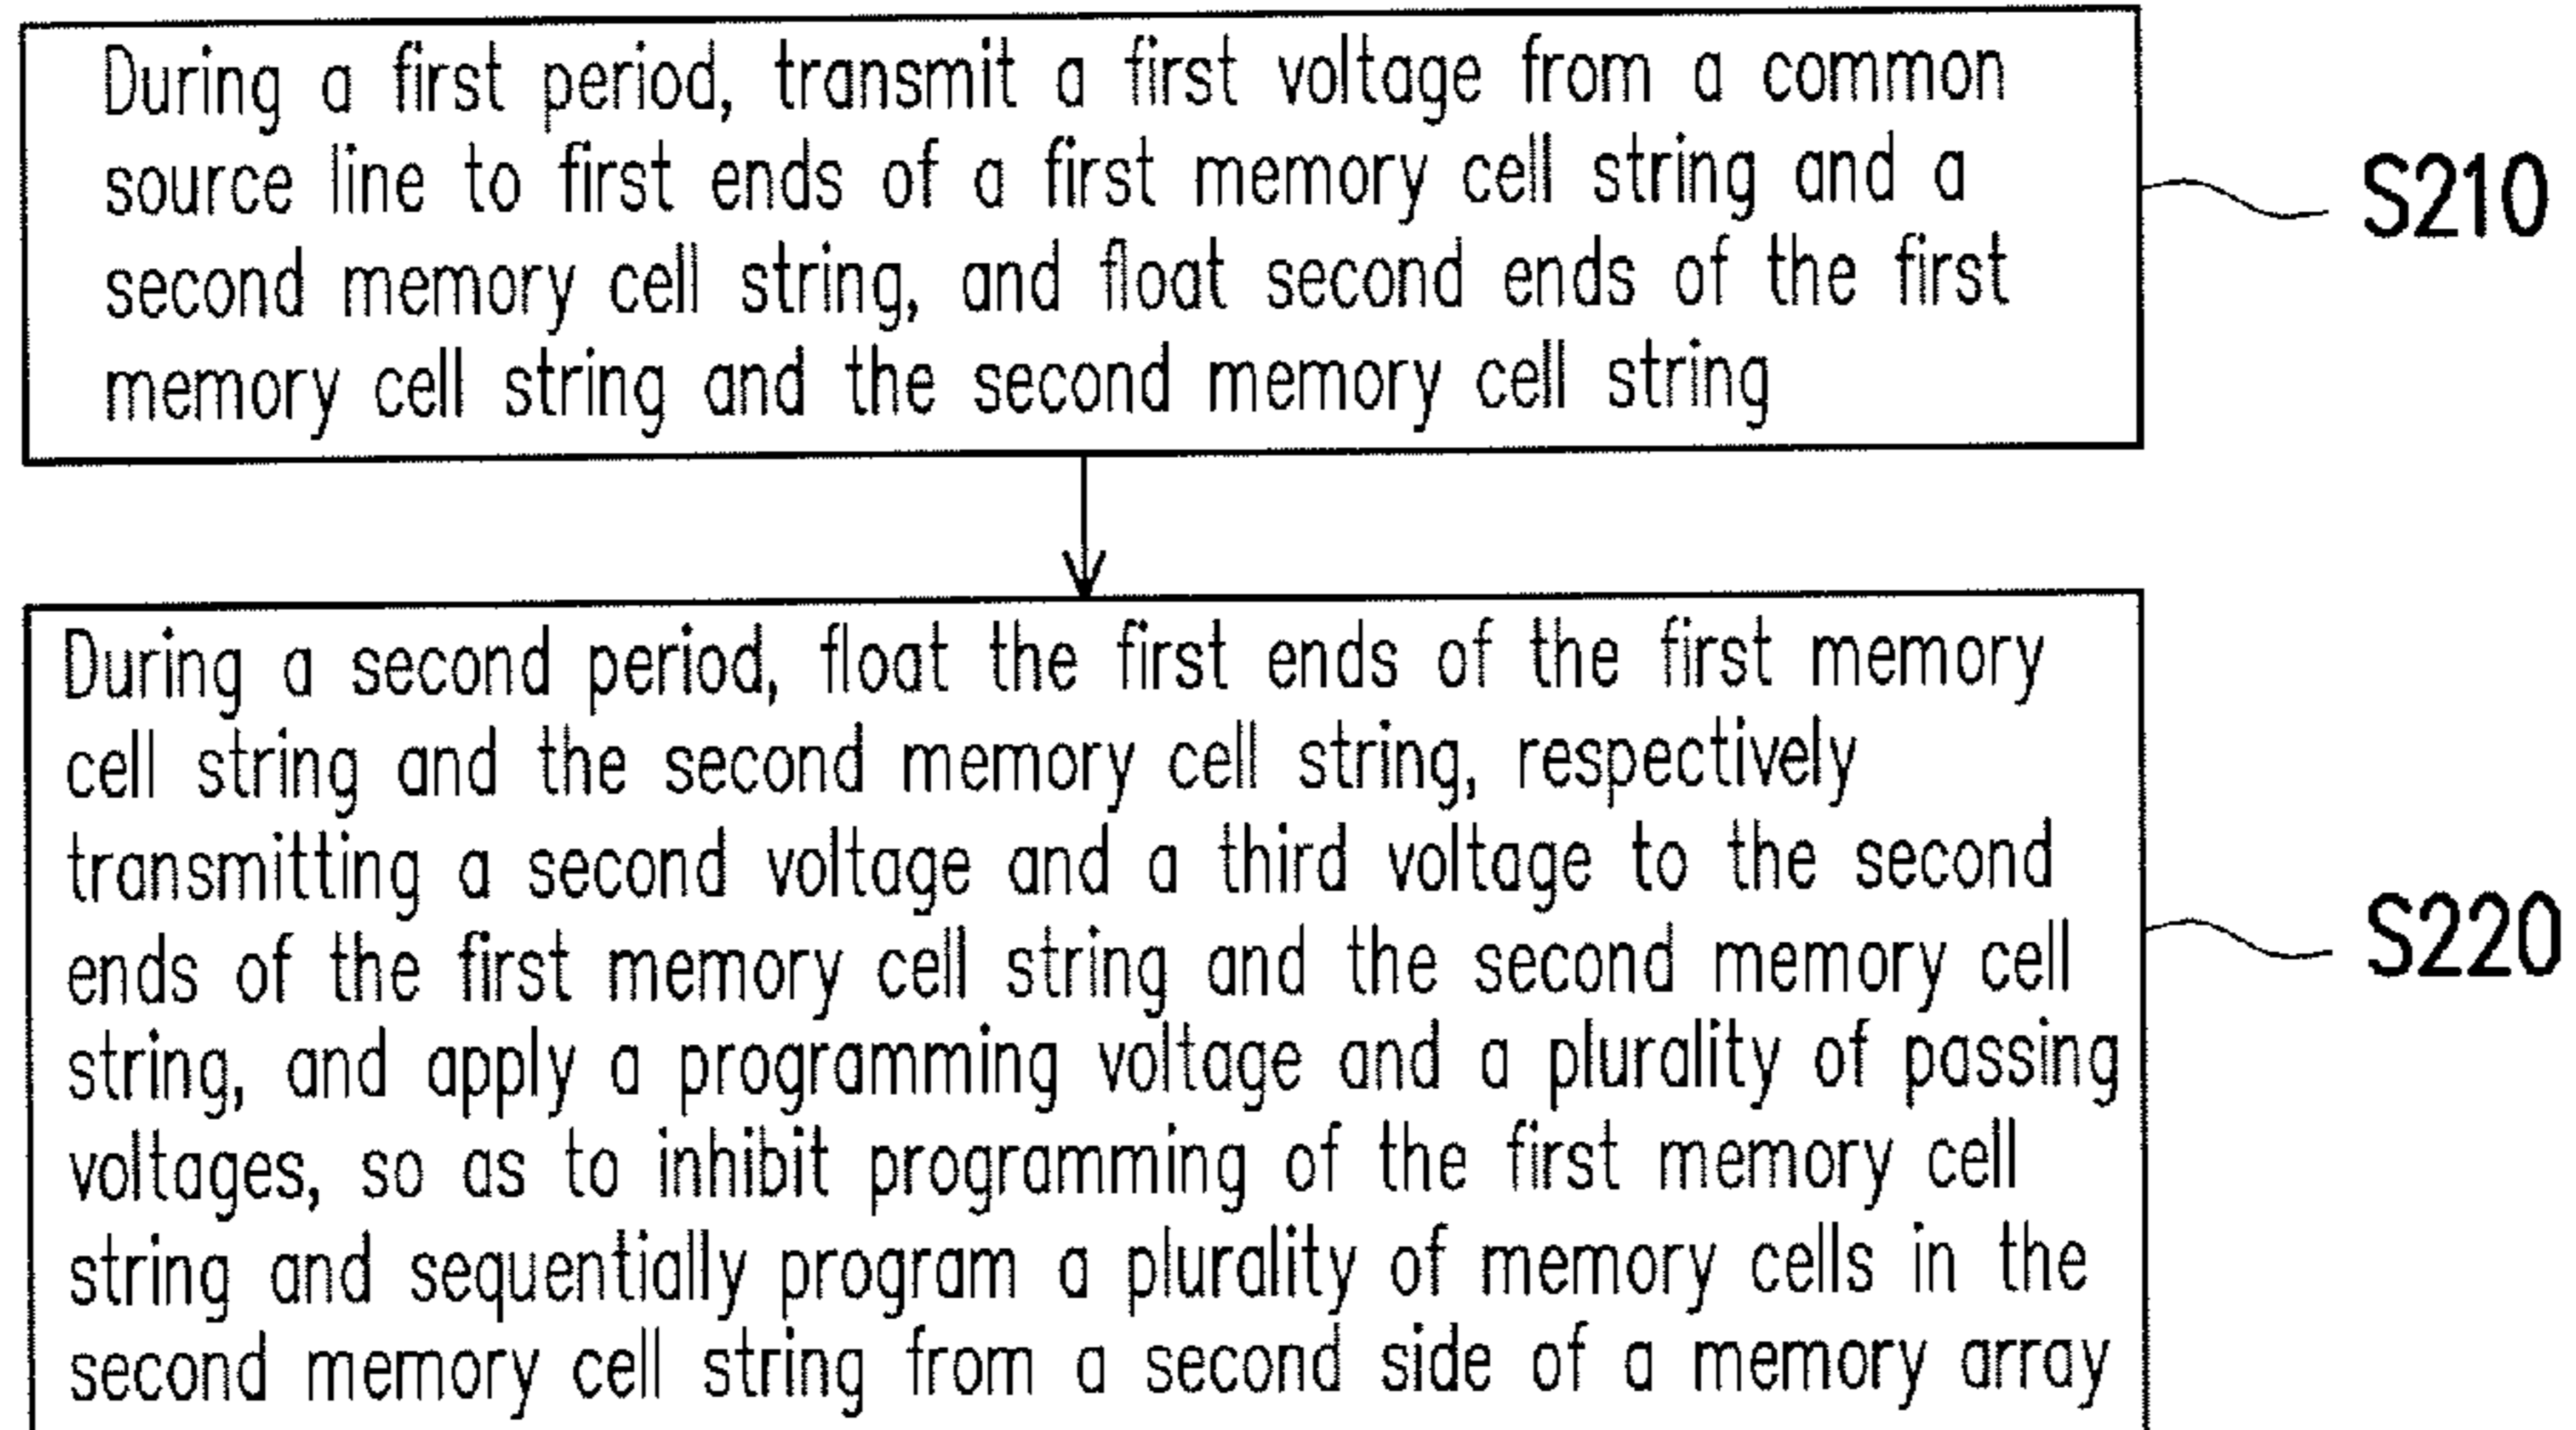 During a first period, transmit a first voltage from a common
source line to first ends of a first memory cell string and a
second memory cell string, and float second ends of the first
memory cell string and the second memory cell string
S210
During a second period, float the first ends of the first memory
cell string and the second memory cell string, respectively
transmitting a second voltage and a third voltage to the second
ends of the first memory cell string and the second memory cell
string, and apply a programming voltage and a plurality of passing
voltages, so as to inhibit programming of the first memory cell
string and sequentially program a plurality of memory cells in the
second memory cell string from a second side of a memory array
S220